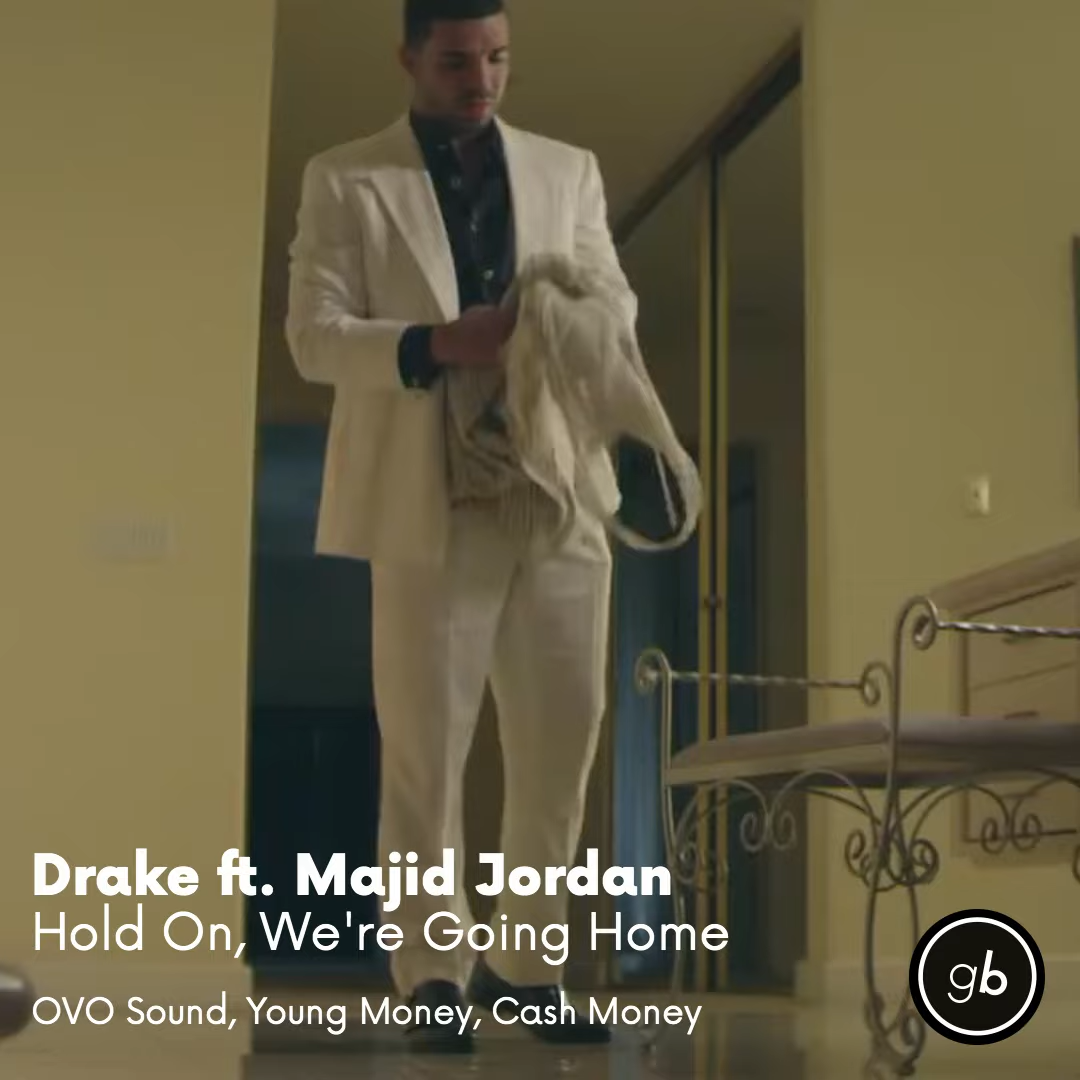 Drake ft. Majid Jordan
Hold On, We're Going Home
OVO Sound, Young Money, Cash Money
gb